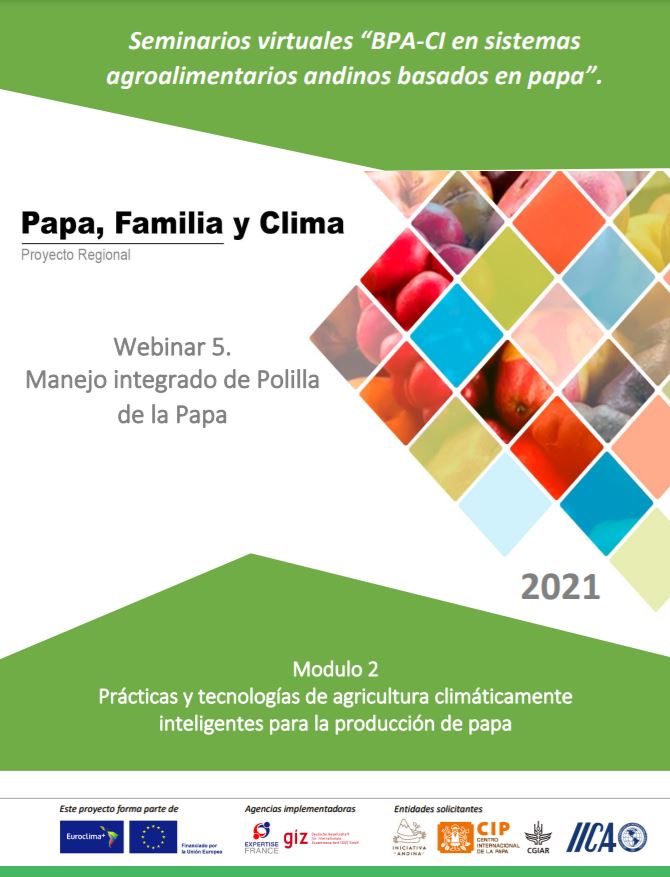 Seminarios virtuales “BPA-CI en sistemas
agroalimentarios andinos basados en papa”.
Papa, Familia y Clima
Proyecto Regional
Webinar 5.
Manejo integrado de Polilla
de la Papa
2021
Modulo 2
Prácticas y tecnologías de agricultura climáticamente
inteligentes para la producción de papa
Este proyecto forma parte de
Agencias implementadoras
Entidades solicitantes
Euroclima+
Financiado por
la Unión Europea
EXPERTISE
FRANCE
giz
Deutsche Gesellschaft
für Internationale
Zusammenarbeit (GIZ) GmbH
INICIATIVA
"ANDINA"
CIP
CENTRO
INTERNACIONAL
DE LA PAPA
CGIAR
IICA